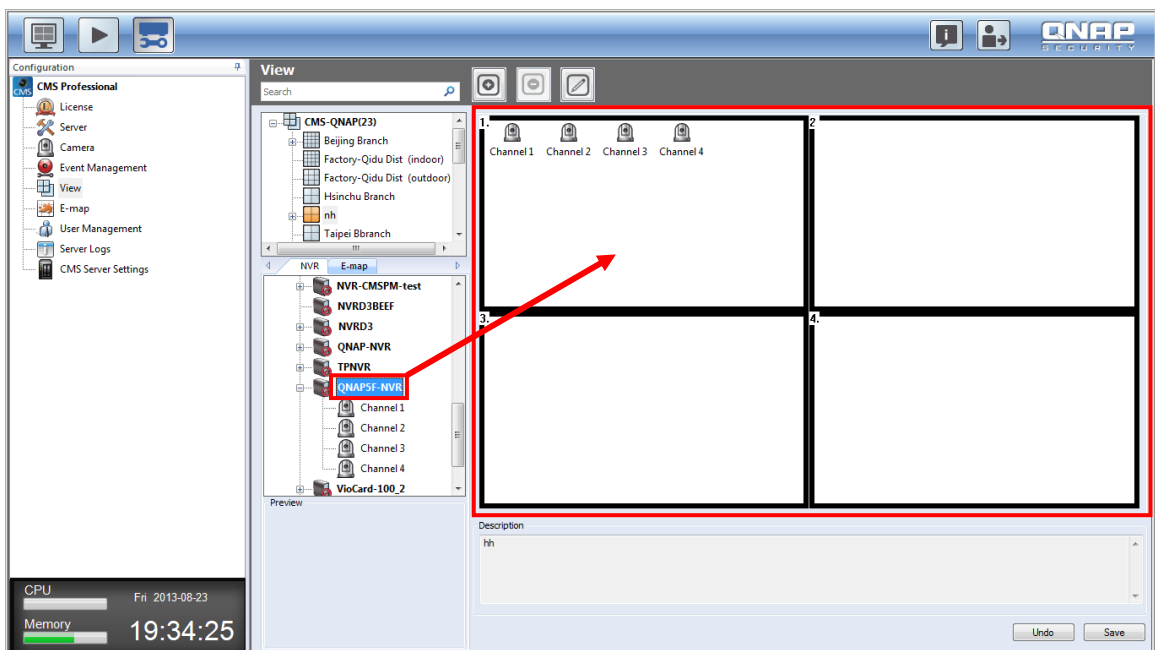 QNAP
SECURITY
Configuration
CMS Professional
License
Server
Camera
Event Management
View
E-map
User Management
Server Logs
CMS Server Settings
CPU
Fri 2013-08-23
Memory
19:34:25
View
Search
CMS-QNAP(23)
Beijing Branch
Factory-Qidu Dist (indoor)
Factory-Qidu Dist (outdoor)
Hsinchu Branch
nh
Taipei Bbranch
NVR E-map
NVR-CMSPM-test
NVRD3BEEF
NVRD3
QNAP-NVR
TPNVR
QNAP5F-NVR
Channel 1
Channel 2
Channel 3
Channel 4
VioCard-100_2
Preview
1.
Channel 1 Channel 2 Channel 3 Channel 4
2
3.
4.
Description
hh
Undo Save